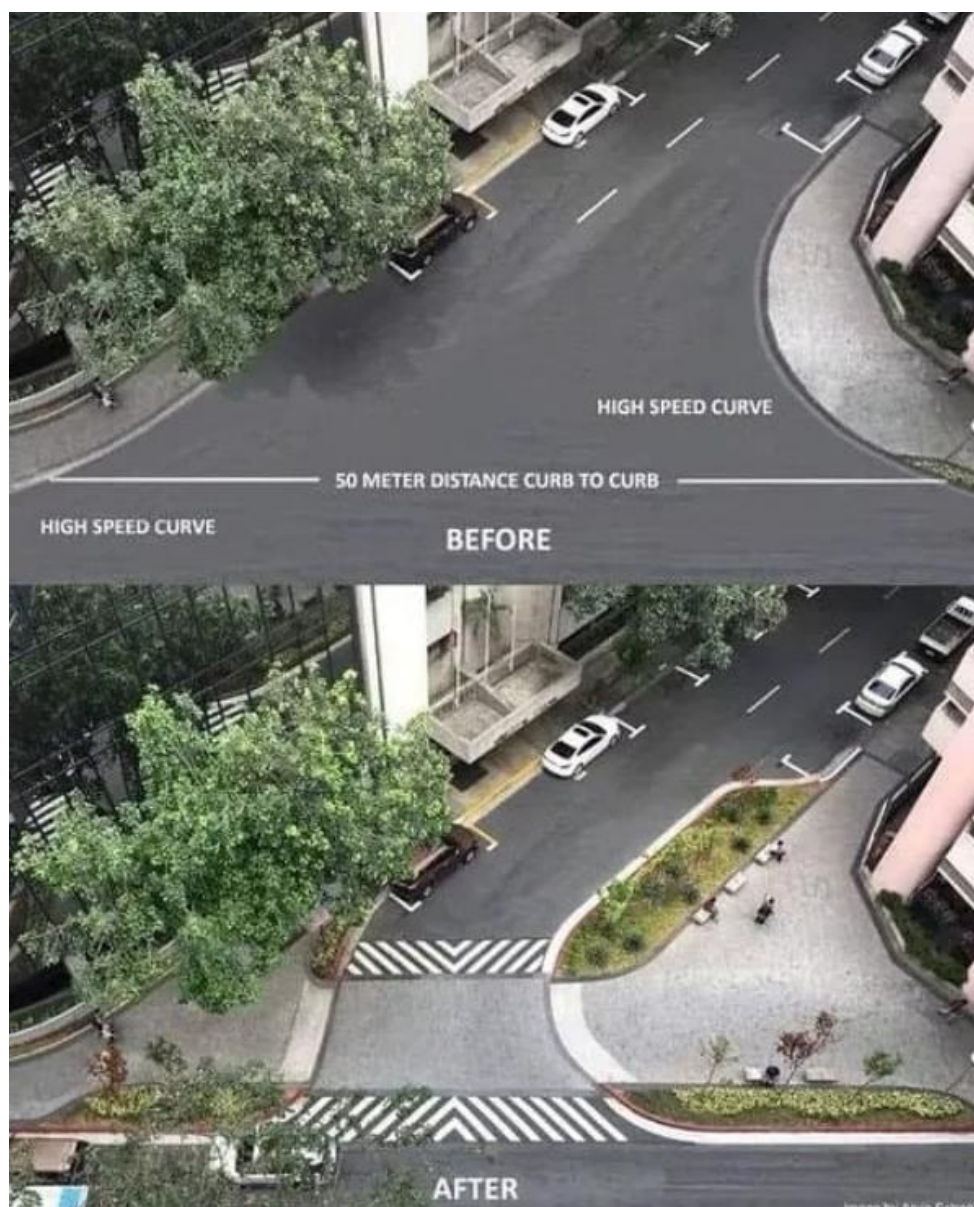 HIGH SPEED CURVE
50 METER DISTANCE CURB TO CURB
HIGH SPEED CURVE
BEFORE
AFTER